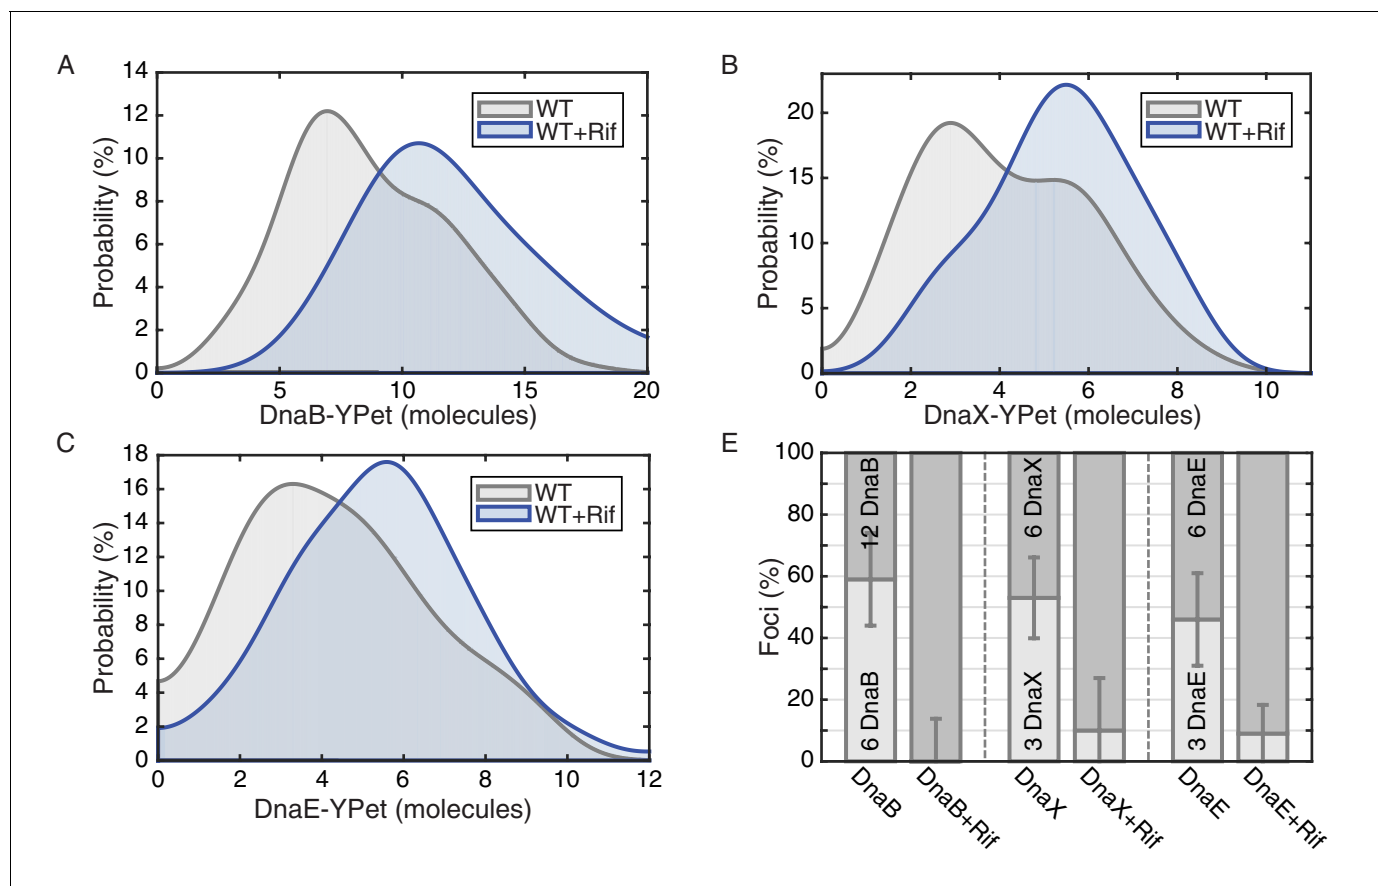 A
14
12
10
8
6
4
2
0
Probability (%)
WT
WT+Rif
0 5 10 15 20
DnaB-YPet (molecules)
B
20
15
10
5
0
Probability (%)
WT
WT+Rif
0 2 4 6 8 10
DnaX-YPet (molecules)
C
18
16
14
12
10
8
6
4
2
0
Probability (%)
WT
WT+Rif
0 2 4 6 8 10 12
DnaE-YPet (molecules)
E
100
80
60
40
20
0
Foci (%)
12 DnaB
6 DnaB
6 DnaX
3 DnaX
6 DnaE
3 DnaE
DnaB
DnaB+Rif
DnaX
DnaX+Rif
DnaE
DnaE+Rif